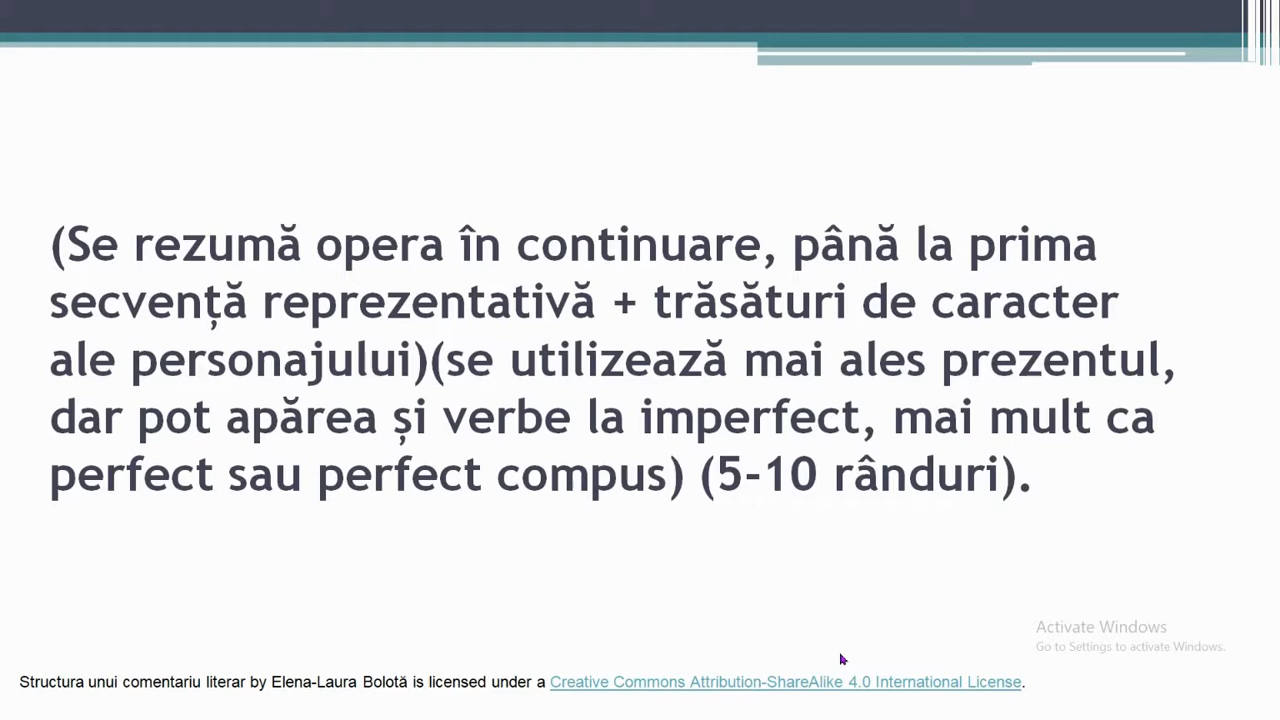 (Se rezumă opera în continuare, până la prima
secvență reprezentativă + trăsături de caracter
ale personajului)(se utilizează mai ales prezentul,
dar pot apărea și verbe la imperfect, mai mult ca
perfect sau perfect compus) (5-10 rânduri).
Activate Windows
Go to Settings to activate Windows.
Structura unui comentariu literar by Elena-Laura Bolotă is licensed under a Creative Commons Attribution-ShareAlike 4.0 International License.